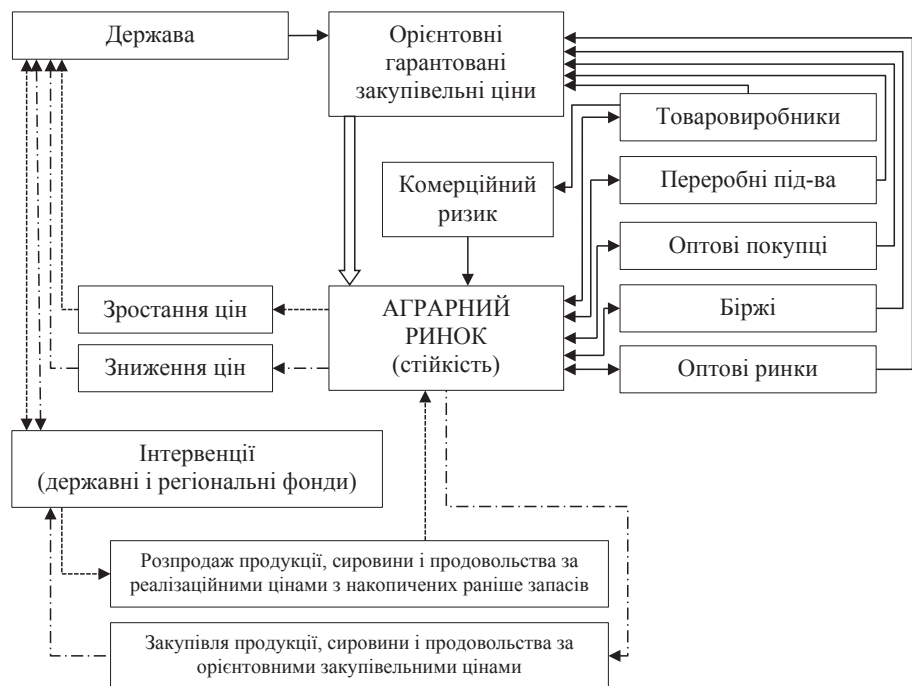 Держава
Орієнтовні
гарантовані
закупівельні ціни
Товаровиробники
Комерційний
ризик
Переробні під-ва
Оптові покупці
Зростання цін
АГРАРНИЙ
РИНОК
(стійкість)
Біржі
Зниження цін
Оптові ринки
Інтервенції
(державні і регіональні фонди)
Розпродаж продукції, сировини і продовольства за
реалізаційними цінами з накопичених раніше запасів
Закупівля продукції, сировини і продовольства за
орієнтовними закупівельними цінами